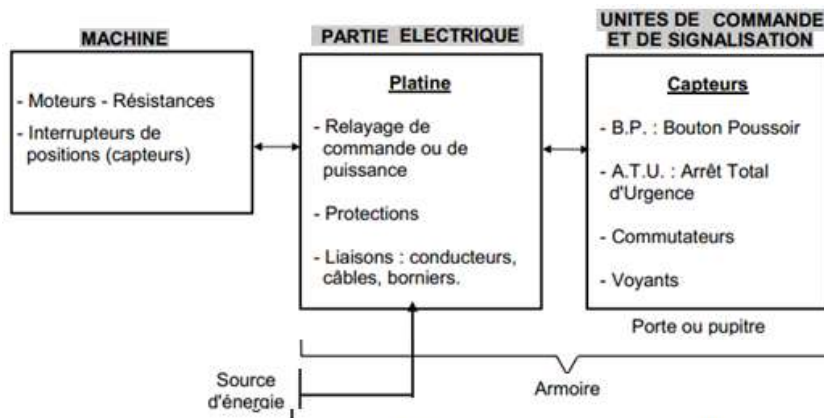 MACHINE
- Moteurs - Résistances
- Interrupteurs de
positions (capteurs)
PARTIE ELECTRIQUE
Platine
- Relayage de
commande ou de
puissance
- Protections
- Liaisons : conducteurs,
câbles, borniers.
UNITES DE COMMANDE
ET DE SIGNALISATION
Capteurs
- B.P. : Bouton Poussoir
- A.T.U. : Arrêt Total
d'Urgence
- Commutateurs
- Voyants
Porte ou pupitre
Armoire
Source
d'énergie